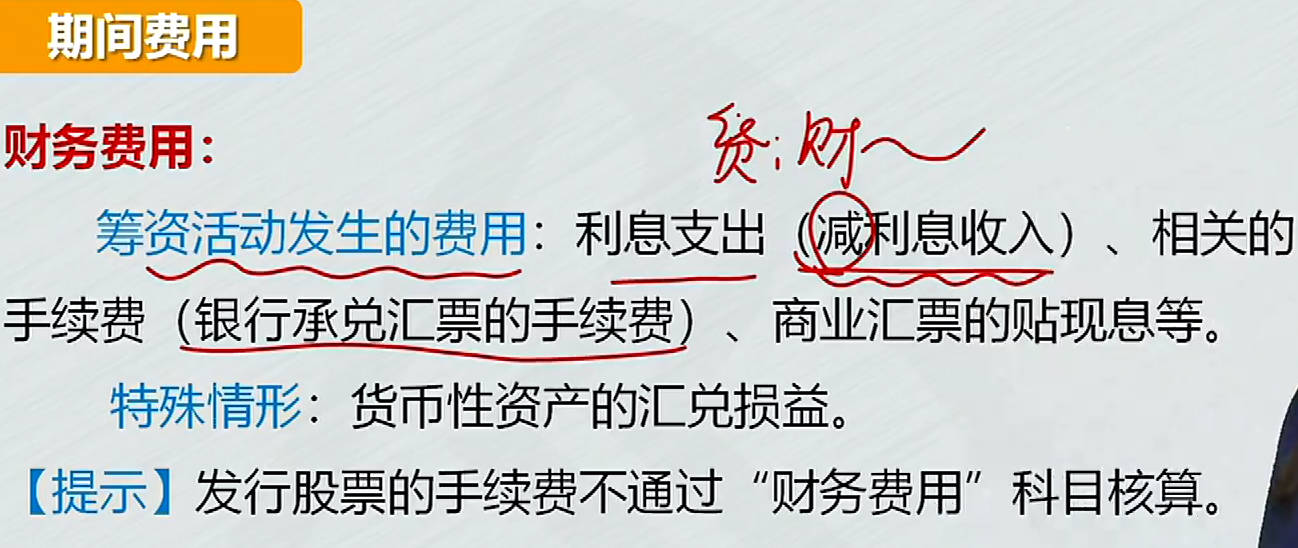 期间费用
财务费用：
贷：财
筹资活动发生的费用：利息支出（减利息收入）、相关的
手续费（银行承兑汇票的手续费）、商业汇票的贴现息等。
特殊情形：货币性资产的汇兑损益。
【提示】发行股票的手续费不通过“财务费用”科目核算。